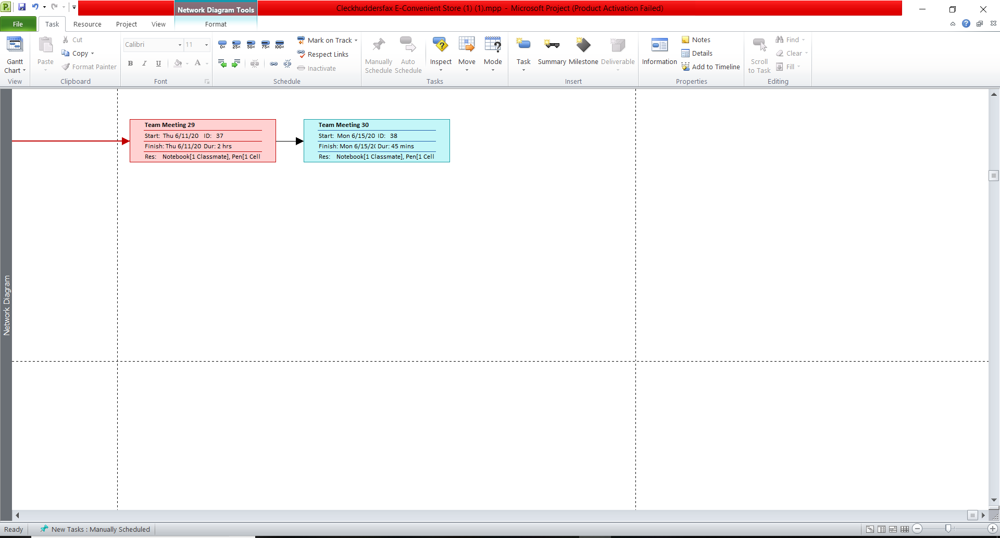 Network Diagram Tools
Cleckhuddersfax E-Convenient Store (1) (1).mpp - Microsoft Project (Product Activation Failed)
File Task Resource Project View Format
Gantt Chart
View
Paste
Cut
Copy
Format Painter
Clipboard
Calibri 11
B I U A
Font
0% 25% 50% 75% 100%
Mark on Track
Respect Links
Inactivate
Schedule
Manually Schedule
Auto Schedule
Inspect
Move
Mode
Tasks
Task
Summary
Milestone
Deliverable
Insert
Information
Notes
Details
Add to Timeline
Properties
Scroll to Task
Find
Clear
Fill
Editing
Network Diagram
Team Meeting 29
Start: Thu 6/11/20 ID: 37
Finish: Thu 6/11/20 Dur: 2 hrs
Res: Notebook[1 Classmate], Pen[1 Cell
Team Meeting 30
Start: Mon 6/15/20 ID: 38
Finish: Mon 6/15/2( Dur: 45 mins
Res: Notebook[1 Classmate], Pen[1 Cell
Ready
New Tasks : Manually Scheduled